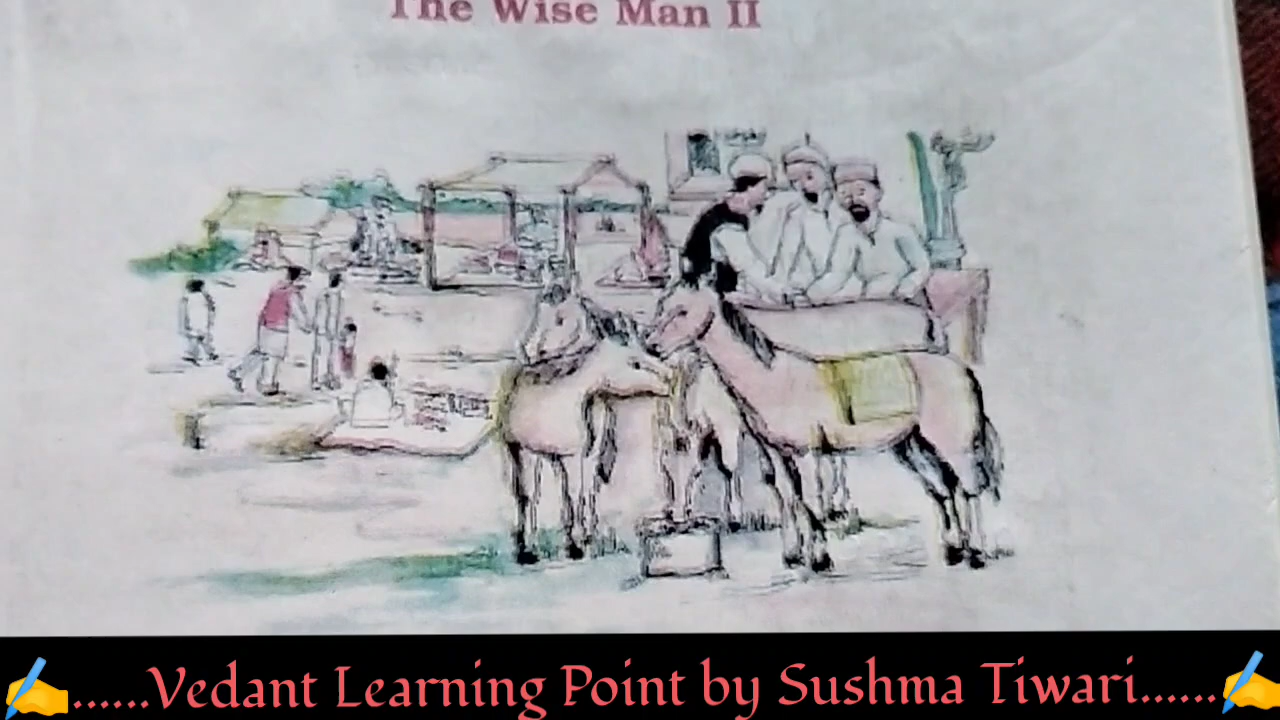 The Wise Man II
✍......Vedant Learning Point by Sushma Tiwari......✍